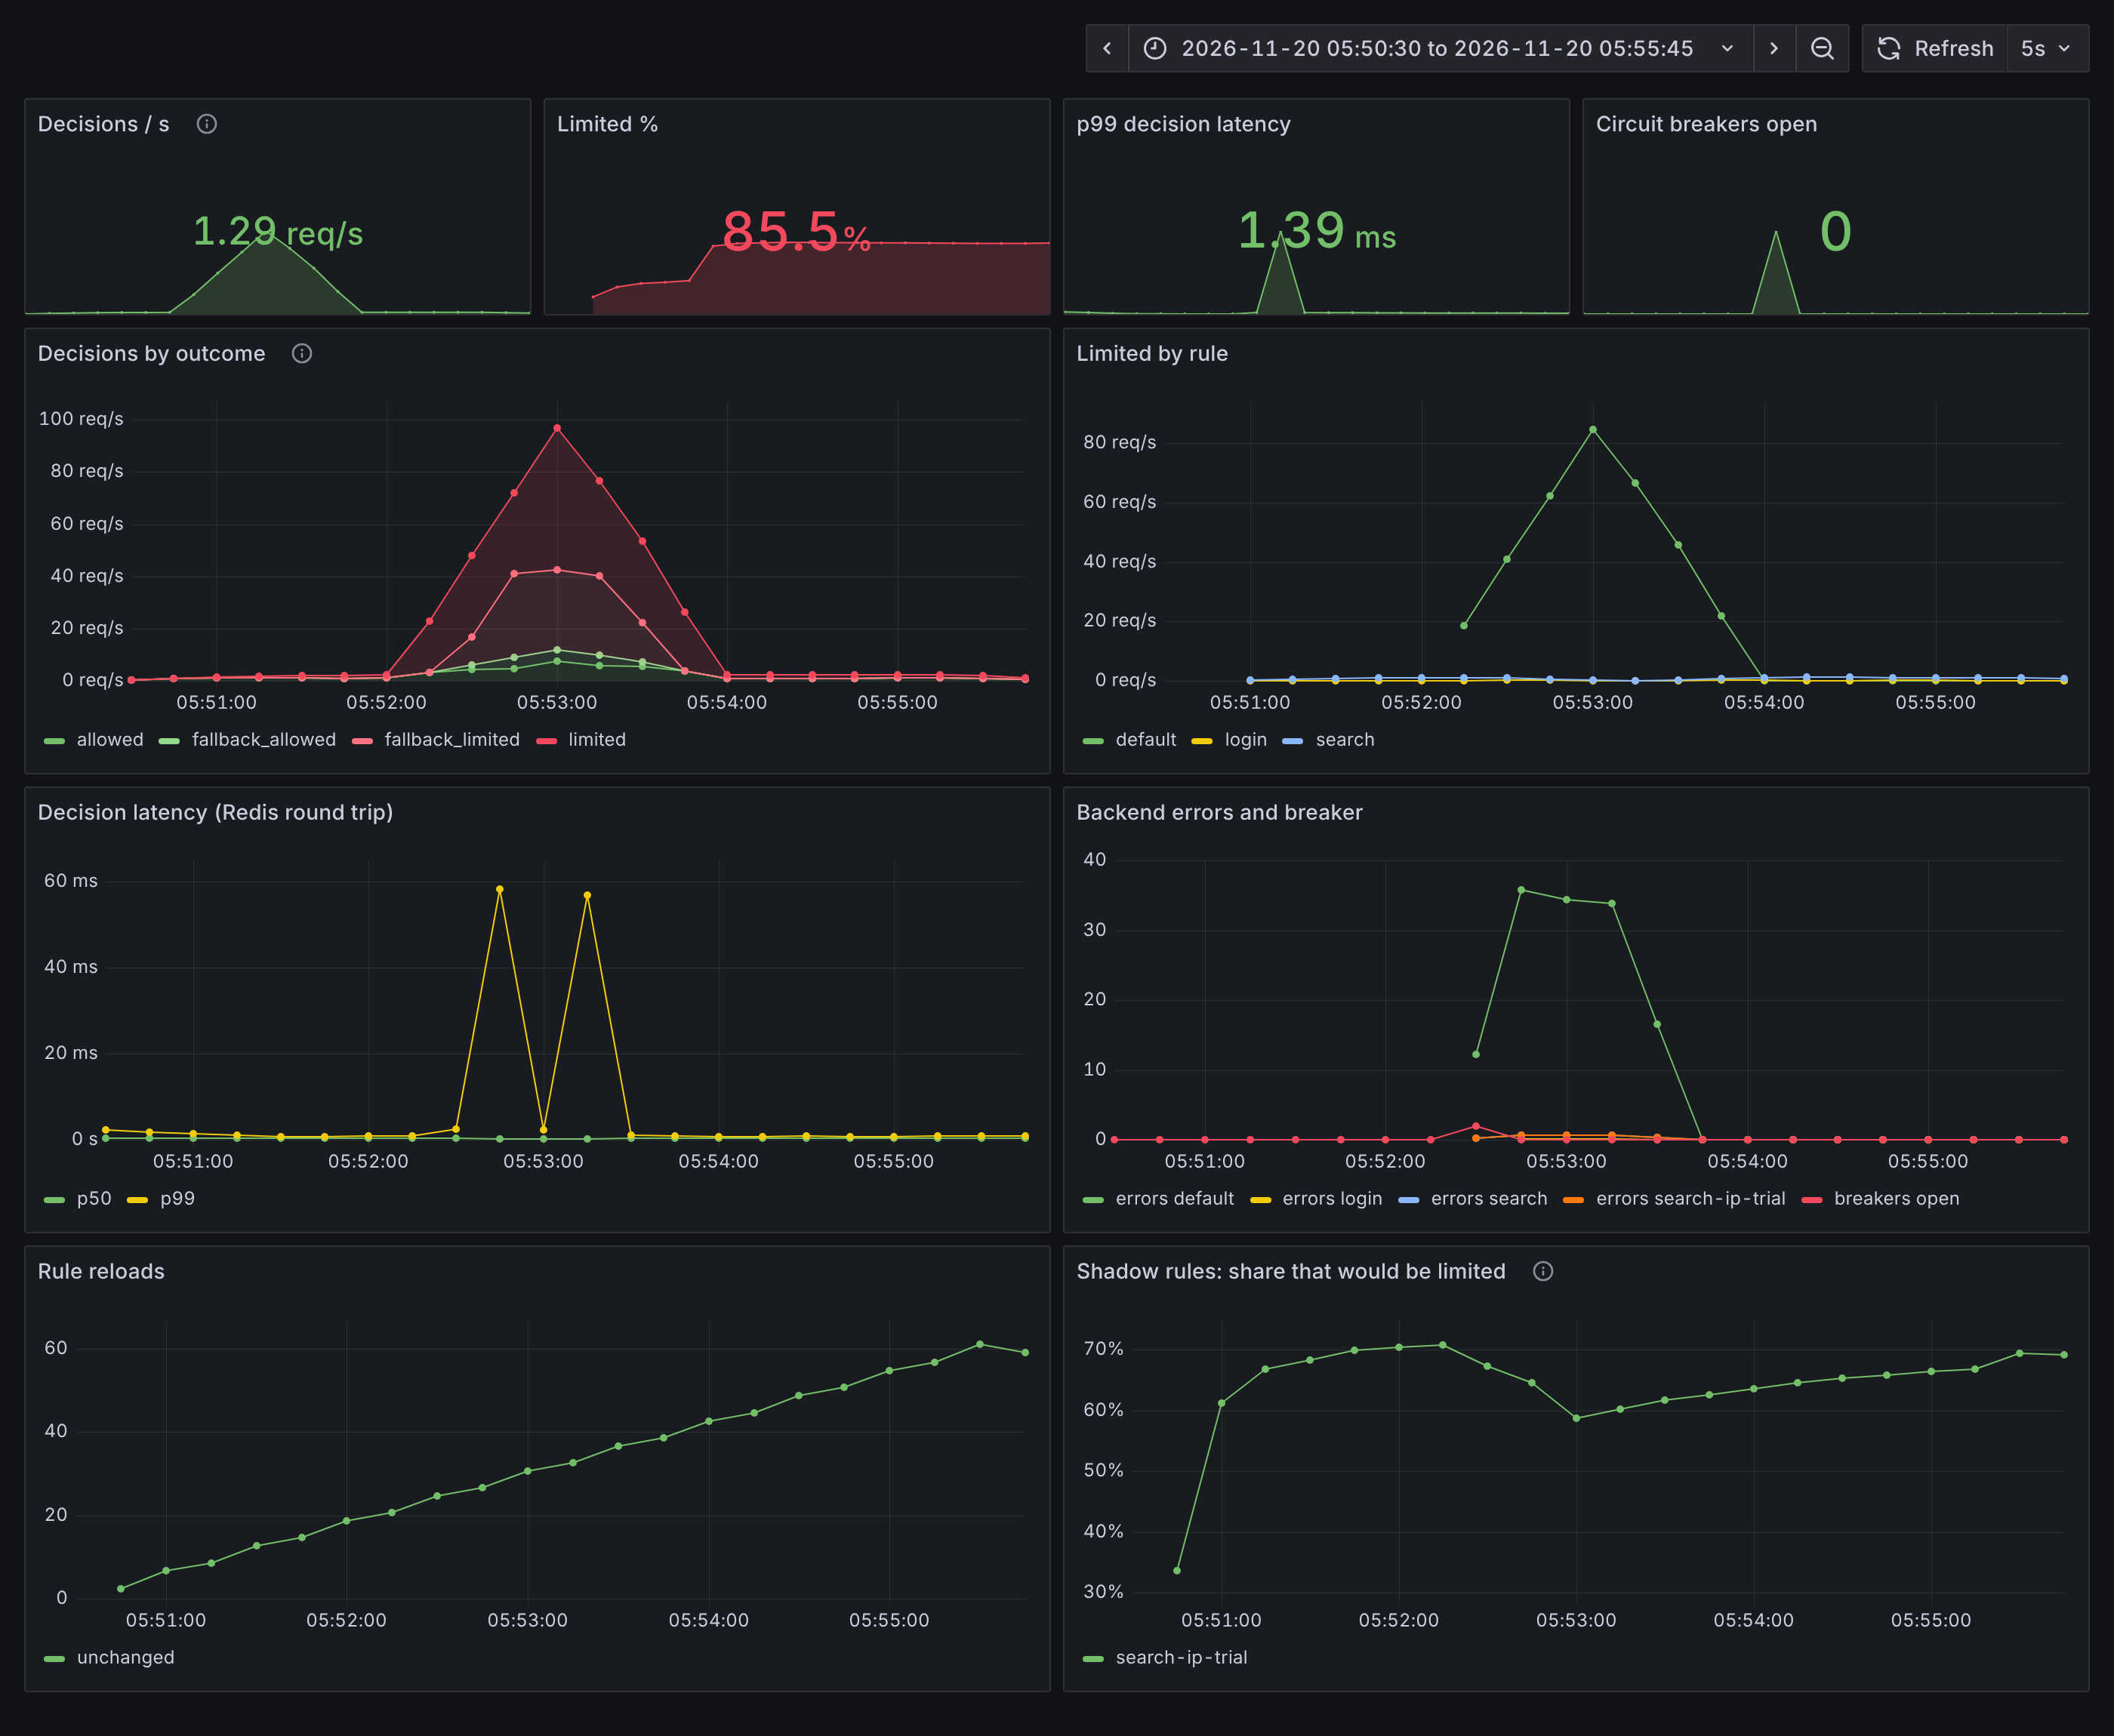 2026-11-20 05:50:30 to 2026-11-20 05:55:45 Refresh 5s
Decisions / s
1.29 req/s
Limited %
85.5%
p99 decision latency
1.39 ms
Circuit breakers open
0
Decisions by outcome
100 req/s
80 req/s
60 req/s
40 req/s
20 req/s
0 req/s
05:51:00 05:52:00 05:53:00 05:54:00 05:55:00
allowed fallback_allowed fallback_limited limited
Limited by rule
80 req/s
60 req/s
40 req/s
20 req/s
0 req/s
05:51:00 05:52:00 05:53:00 05:54:00 05:55:00
default login search
Decision latency (Redis round trip)
60 ms
40 ms
20 ms
0 s
05:51:00 05:52:00 05:53:00 05:54:00 05:55:00
p50 p99
Backend errors and breaker
40
30
20
10
0
05:51:00 05:52:00 05:53:00 05:54:00 05:55:00
errors default errors login errors search errors search-ip-trial breakers open
Rule reloads
60
40
20
0
05:51:00 05:52:00 05:53:00 05:54:00 05:55:00
unchanged
Shadow rules: share that would be limited
70%
60%
50%
40%
30%
05:51:00 05:52:00 05:53:00 05:54:00 05:55:00
search-ip-trial